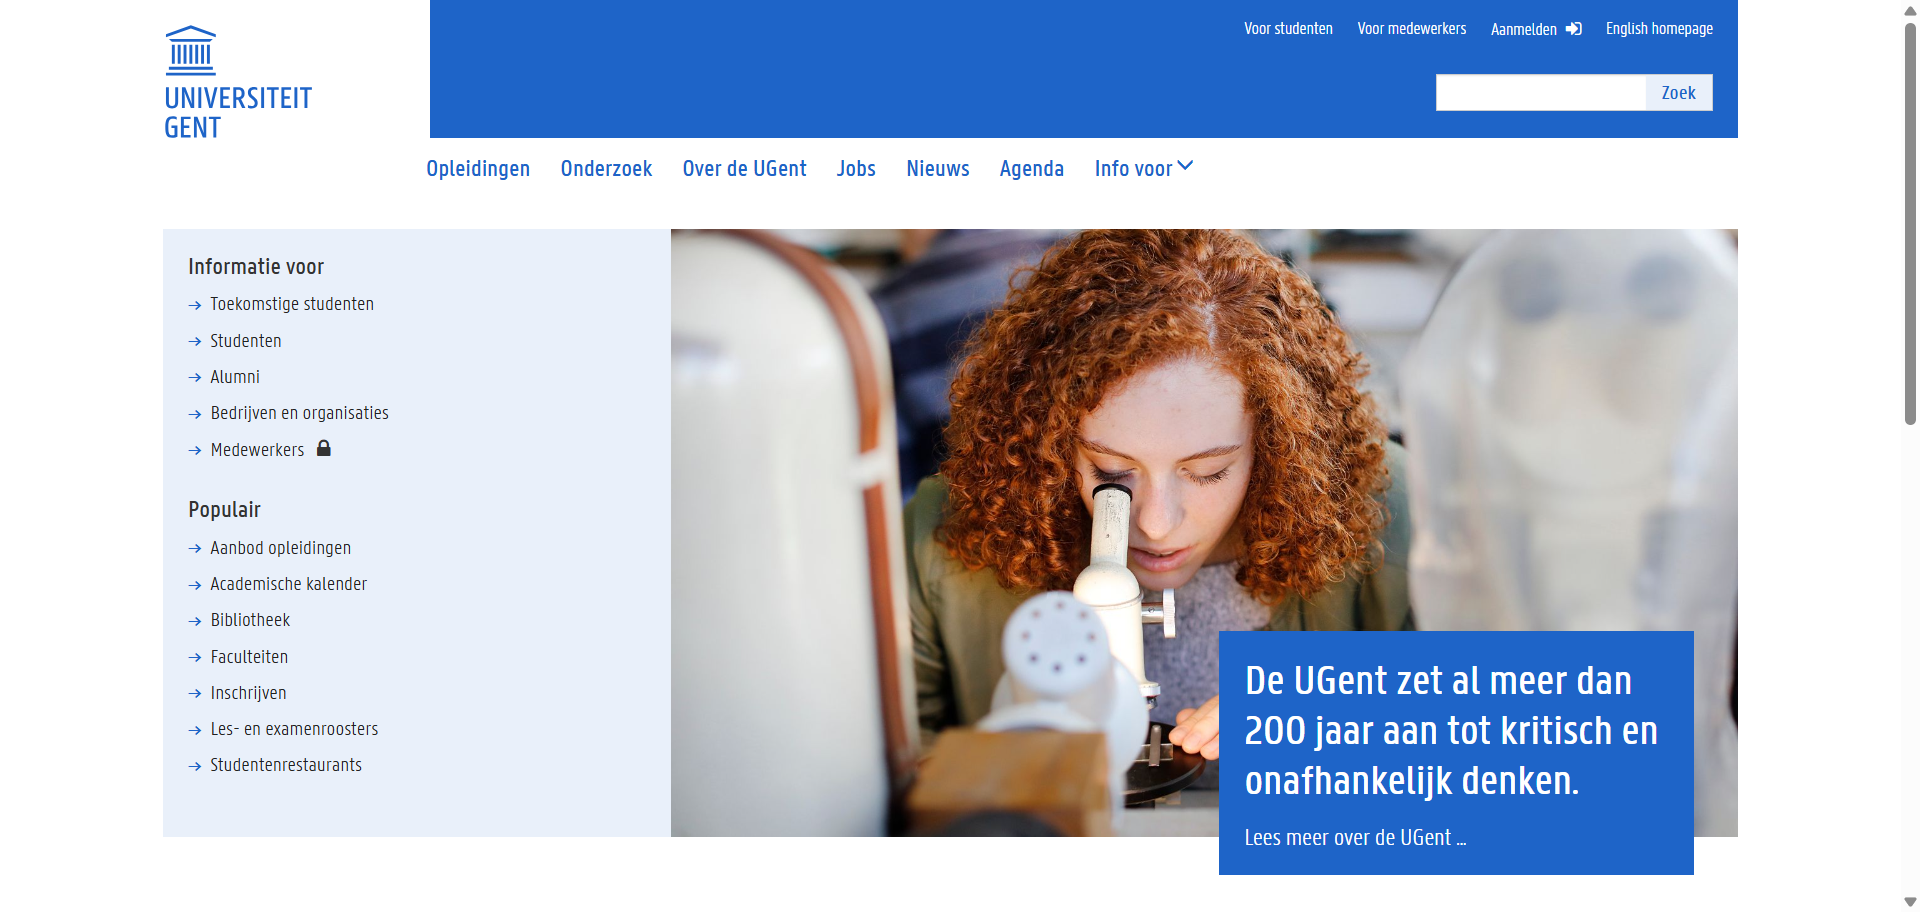 UNIVERSITEIT
GENT
Voor studenten
Voor medewerkers
Aanmelden
English homepage
Zoek
Opleidingen
Onderzoek
Over de UGent
Jobs
Nieuws
Agenda
Info voor
Informatie voor
Toekomstige studenten
Studenten
Alumni
Bedrijven en organisaties
Medewerkers
Populair
Aanbod opleidingen
Academische kalender
Bibliotheek
Faculteiten
Inschrijven
Les- en examenroosters
Studentenrestaurants
De UGent zet al meer dan
200 jaar aan tot kritisch en
onafhankelijk denken.
Lees meer over de UGent ...